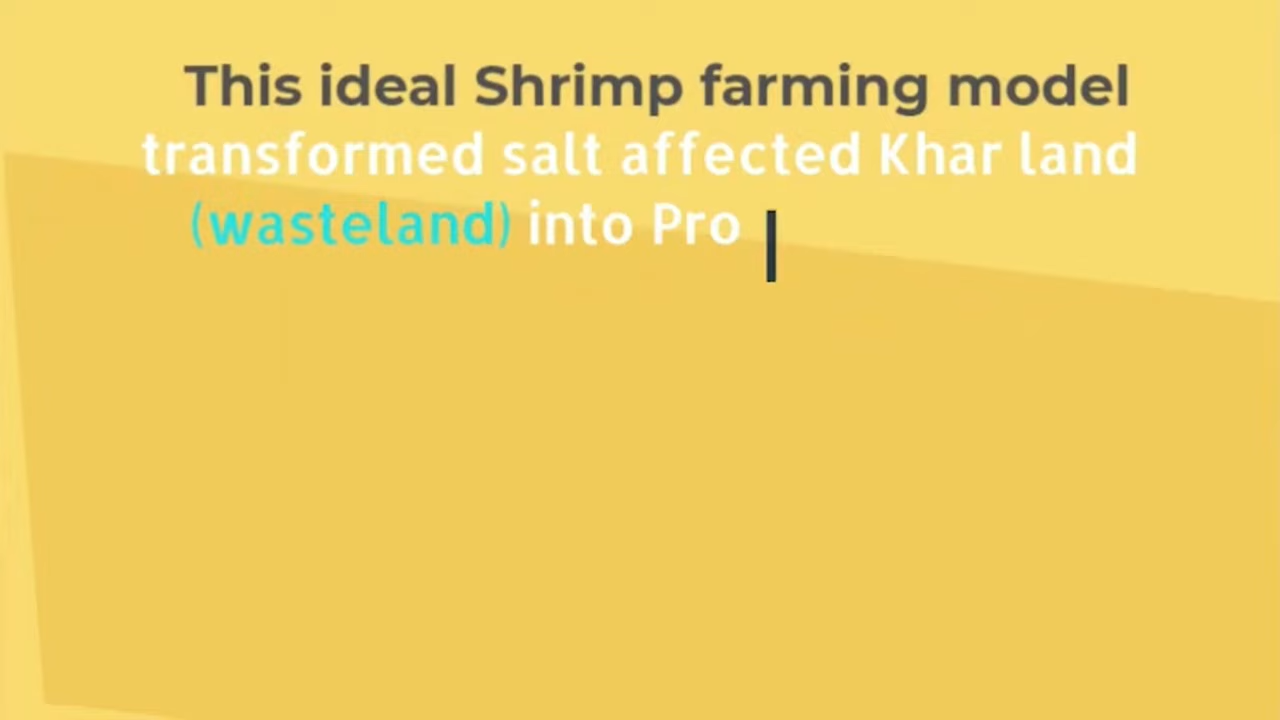 This ideal Shrimp farming model
transformed salt affected Khar land
(wasteland) into Pro